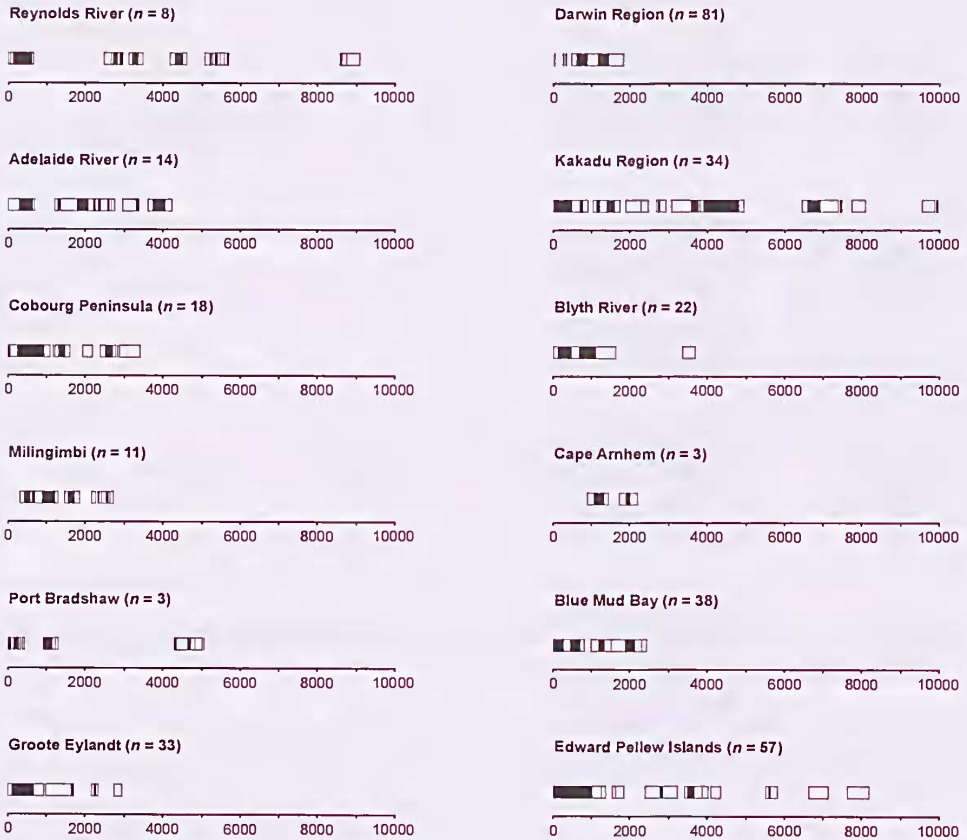 Reynolds River (n = 8)
0 2000 4000 6000 8000 10000
Darwin Region (n = 81)
0 2000 4000 6000 8000 10000
Adelaide River (n = 14)
0 2000 4000 6000 8000 10000
Kakadu Region (n = 34)
0 2000 4000 6000 8000 10000
Cobourg Peninsula (n = 18)
0 2000 4000 6000 8000 10000
Blyth River (n = 22)
0 2000 4000 6000 8000 10000
Milingimbi (n = 11)
0 2000 4000 6000 8000 10000
Cape Arnhem (n = 3)
0 2000 4000 6000 8000 10000
Port Bradshaw (n = 3)
0 2000 4000 6000 8000 10000
Blue Mud Bay (n = 38)
0 2000 4000 6000 8000 10000
Groote Eylandt (n = 33)
0 2000 4000 6000 8000 10000
Edward Pellew Islands (n = 57)
0 2000 4000 6000 8000 10000